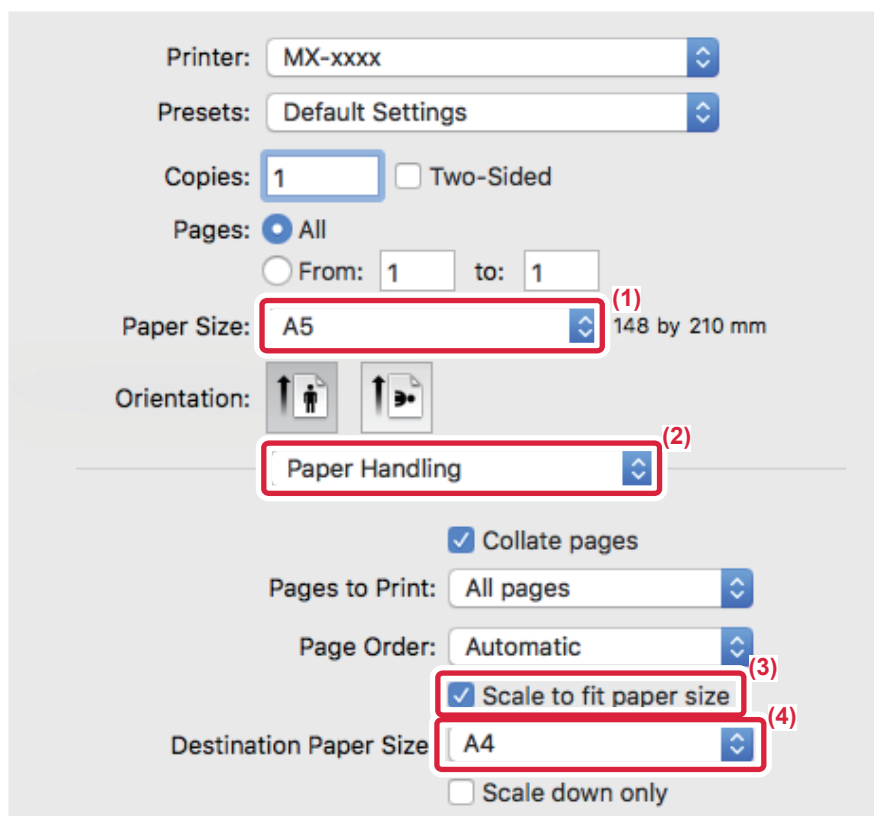 Printer: MX-xxxx
Presets: Default Settings
Copies: 1 Two-Sided
Pages: All
From: 1 to: 1
(1)
Paper Size: A5 148 by 210 mm
Orientation:
(2)
Paper Handling
Collate pages
Pages to Print: All pages
Page Order: Automatic
(3)
Scale to fit paper size
(4)
Destination Paper Size A4
Scale down only